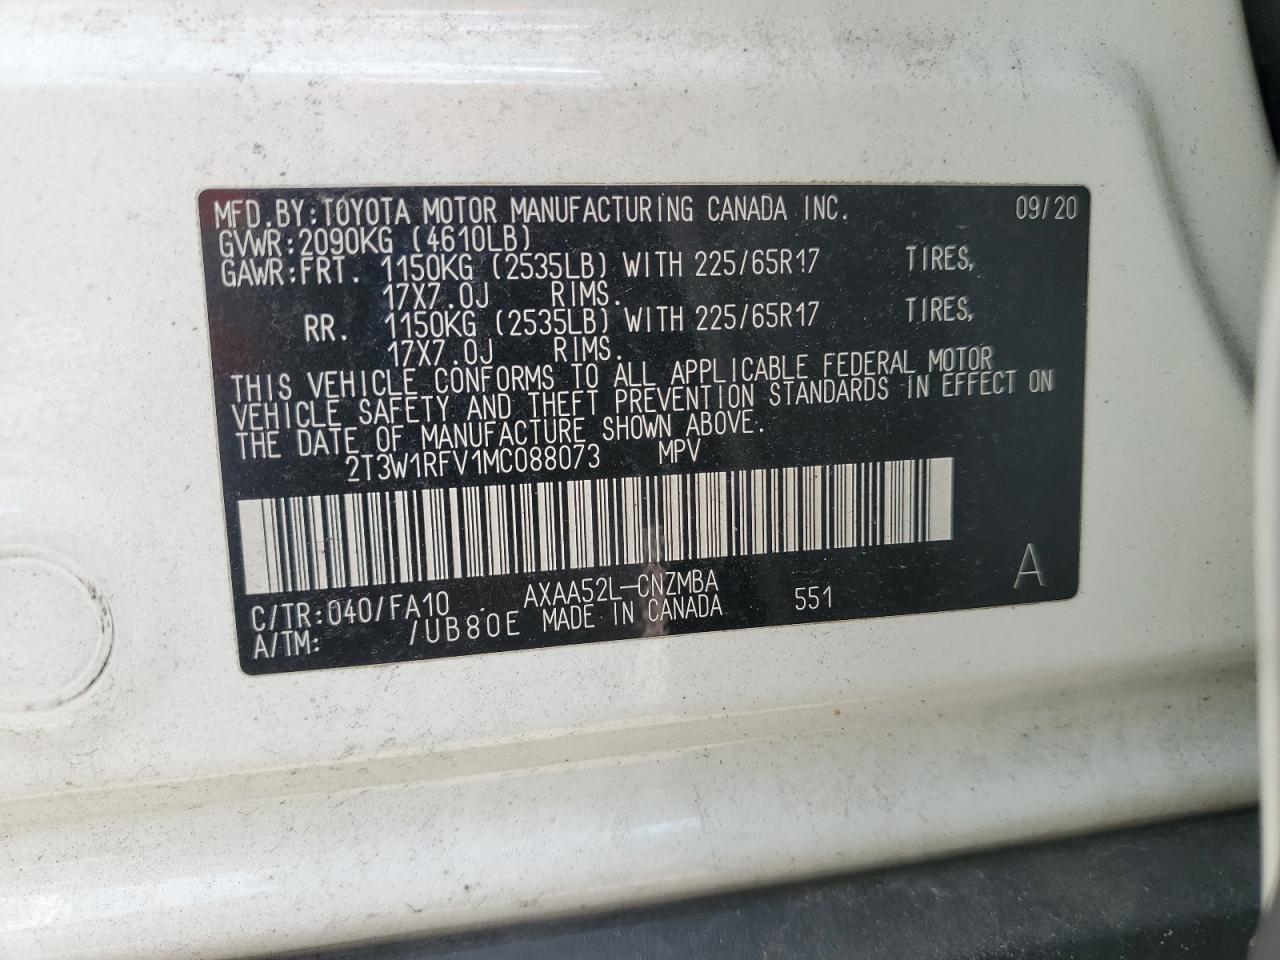 MFD.BY:TOYOTA MOTOR MANUFACTURING CANADA INC. 09/20
GVWR:2090KG (4610LB)
GAWR:FRT. 1150KG (2535LB) WITH 225/65R17 TIRES,
17X7.0J RIMS.
RR. 1150KG (2535LB) WITH 225/65R17 TIRES,
17X7.0J RIMS.
THIS VEHICLE CONFORMS TO ALL APPLICABLE FEDERAL MOTOR
VEHICLE SAFETY AND THEFT PREVENTION STANDARDS IN EFFECT ON
THE DATE OF MANUFACTURE SHOWN ABOVE.
2T3W1RFV1MC088073 MPV
C/TR:040/FA10 AXAA52L-CNZMBA 551 A
A/TM: /UB80E MADE IN CANADA